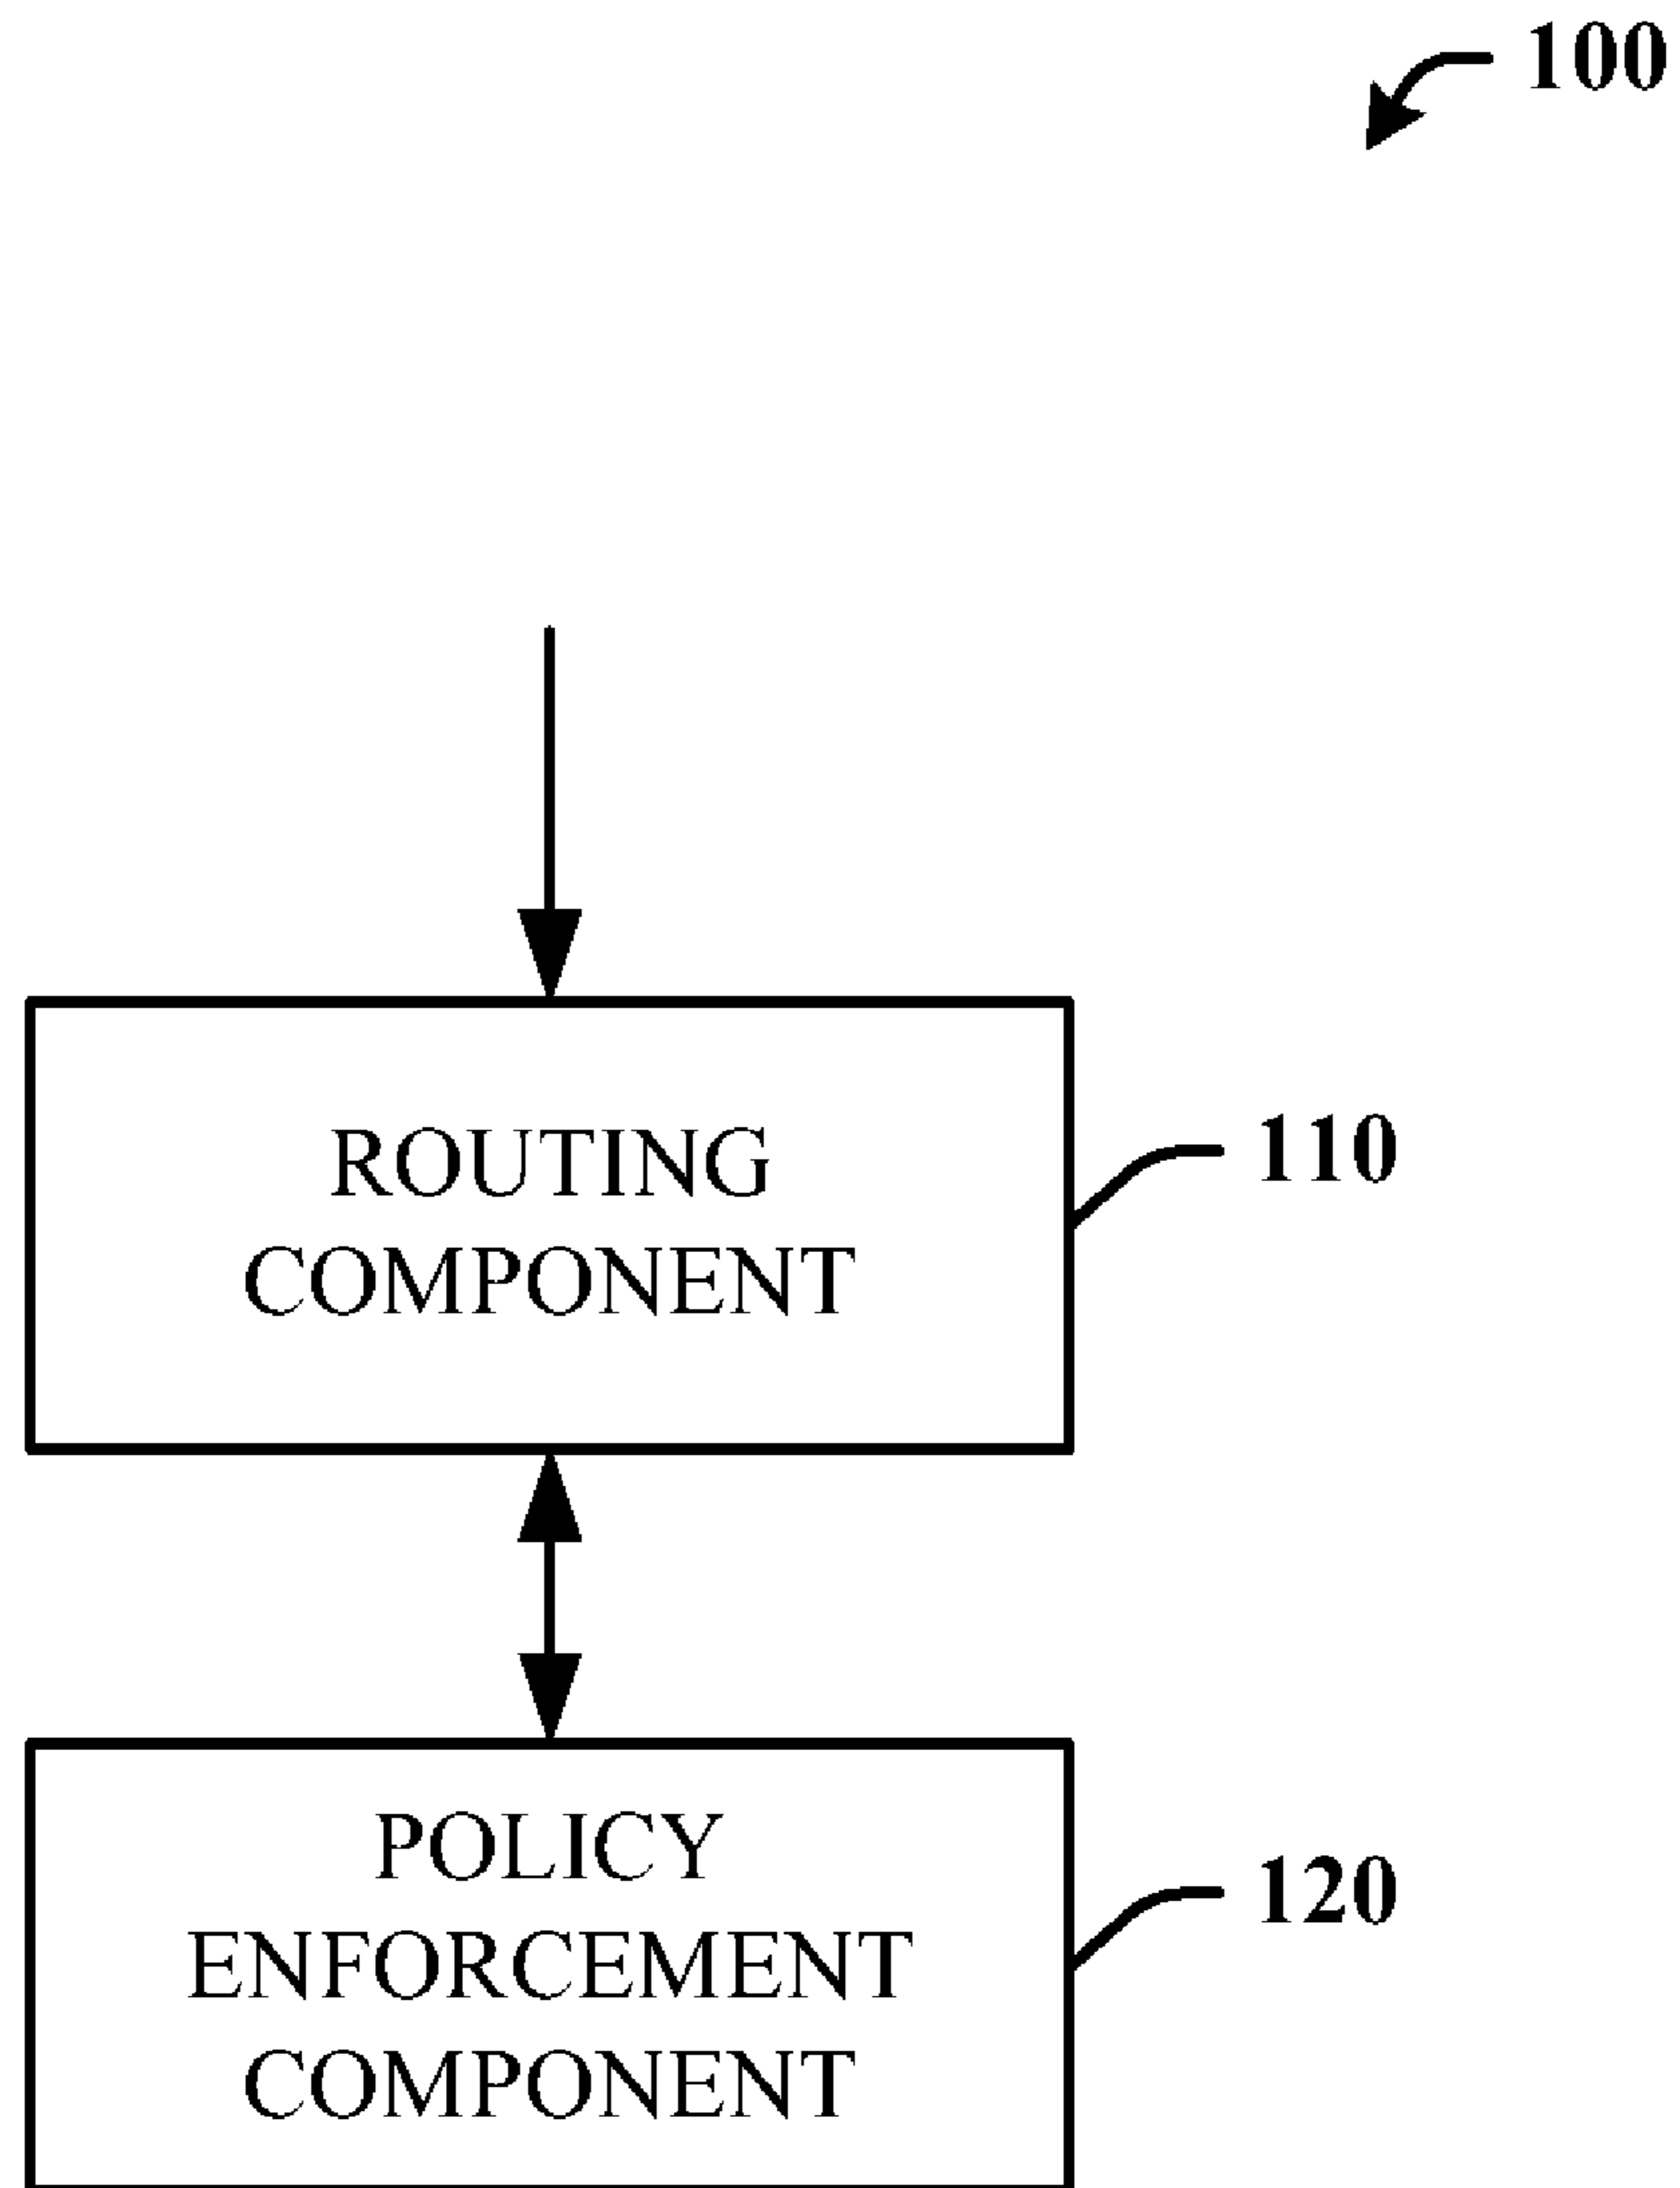 100
ROUTING
COMPONENT
110
POLICY
ENFORCEMENT
COMPONENT
120